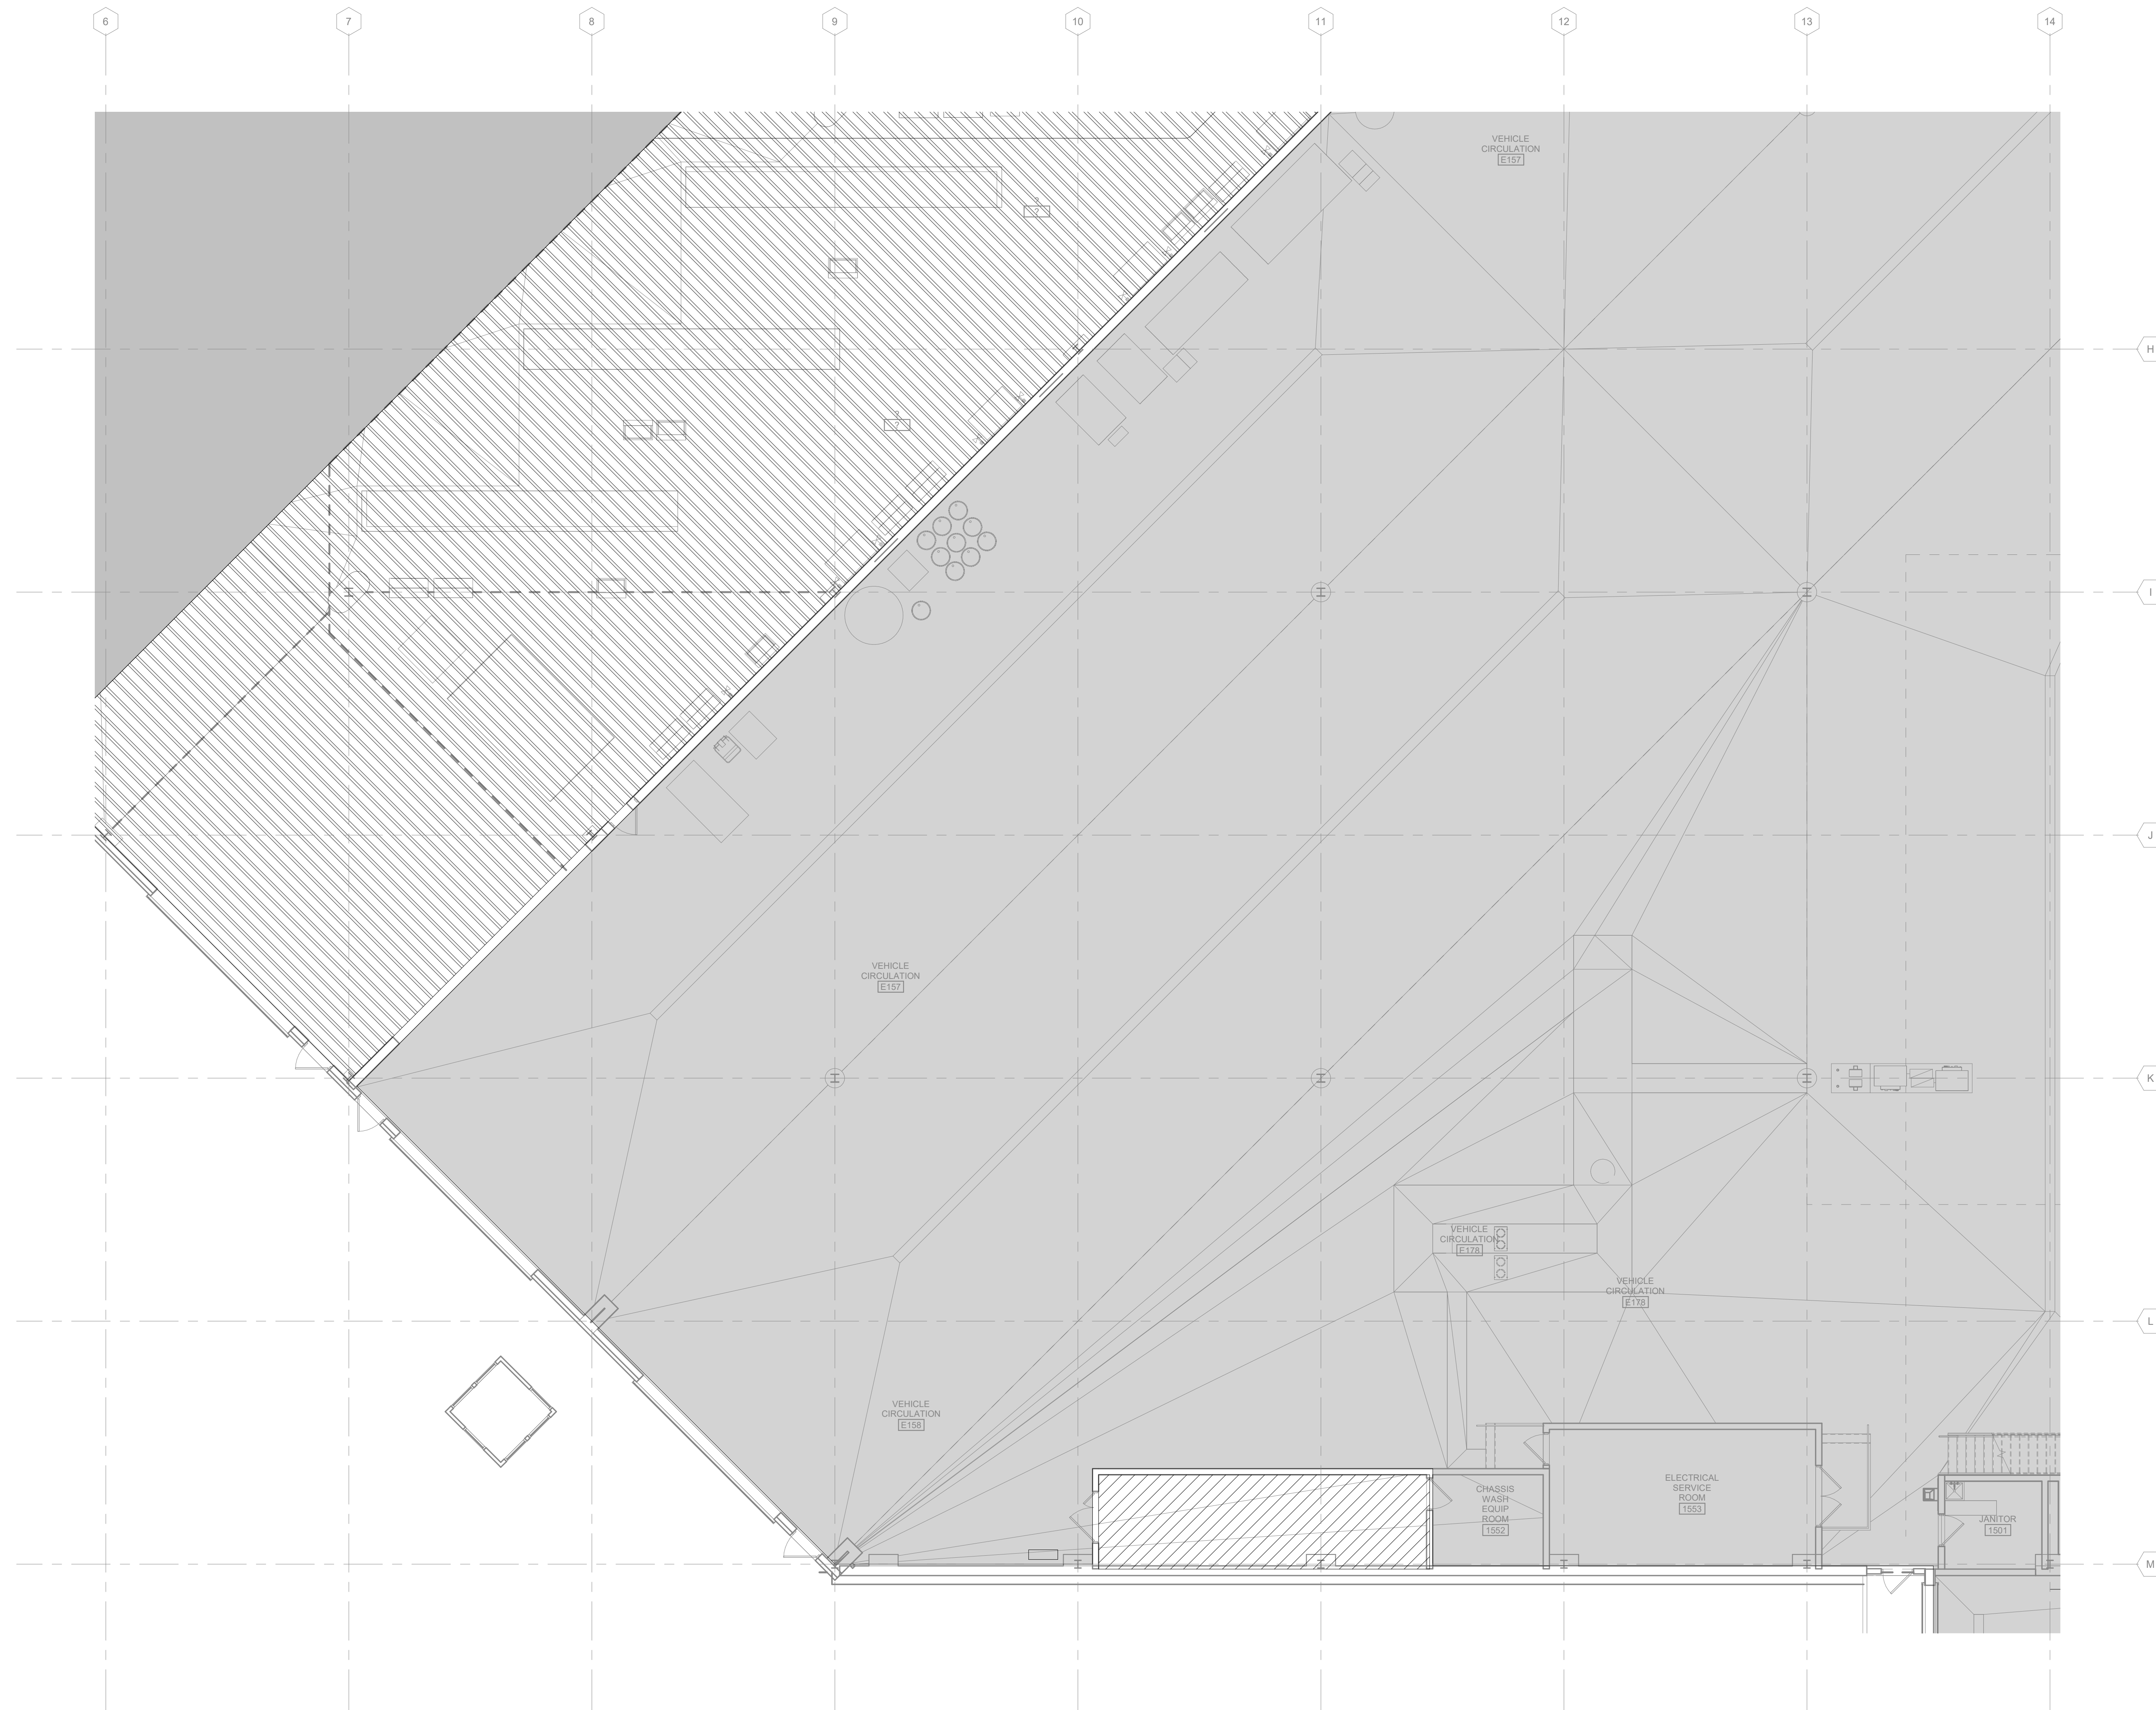 6
7
8
9
10
11
12
13
14
VEHICLE
CIRCULATION
E157
?
?
H
?
?
I
J
VEHICLE
CIRCULATION
E157
K
VEHICLE
CIRCULATION
E178
VEHICLE
CIRCULATION
E178
L
VEHICLE
CIRCULATION
E158
CHASSIS
WASH
EQUIP
ROOM
1552
ELECTRICAL
SERVICE
ROOM
1553
JANITOR
1501
M